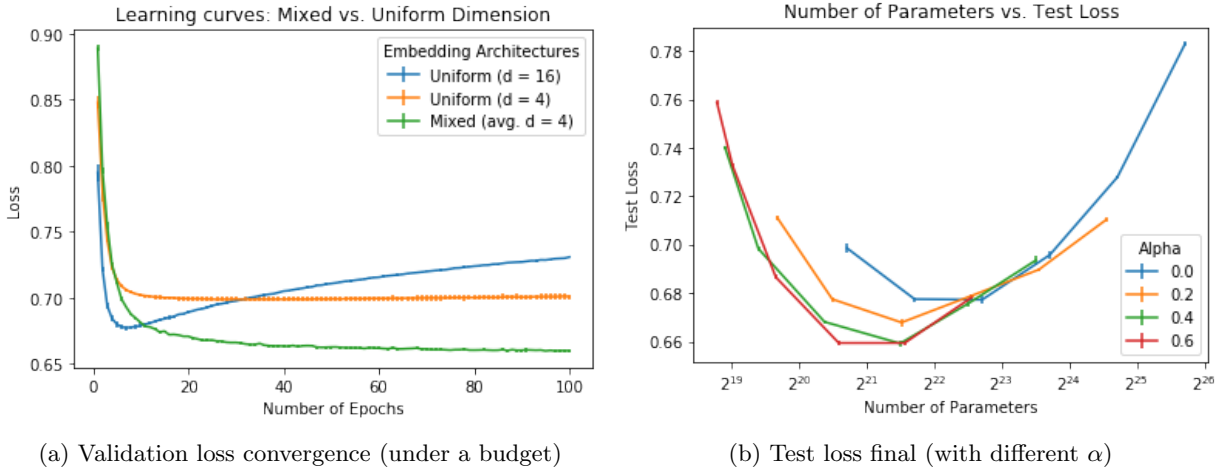 Learning curves: Mixed vs. Uniform Dimension
0.90
0.85
0.80
0.75
0.70
0.65
Loss
Embedding Architectures
Uniform (d = 16)
Uniform (d = 4)
Mixed (avg. d = 4)
0
20
40
60
80
100
Number of Epochs
(a) Validation loss convergence (under a budget)
Number of Parameters vs. Test Loss
0.78
0.76
0.74
0.72
0.70
0.68
0.66
Test Loss
Alpha
0.0
0.2
0.4
0.6
2^19
2^20
2^21
2^22
2^23
2^24
2^25
2^26
Number of Parameters
(b) Test loss final (with different α)